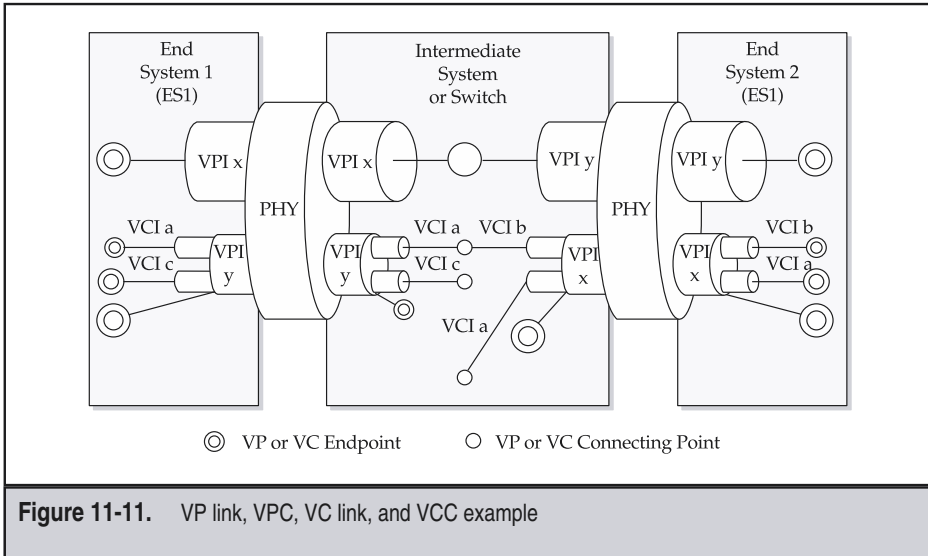 End
System 1
(ES1)
Intermediate
System
or Switch
End
System 2
(ES1)
VPI x
PHY
VPI x
VPI y
PHY
VPI y
VCI a
VCI c
VPI
y
VPI
y
VCI a
VCI c
VCI b
VCI a
VPI
x
VPI
x
VCI b
VCI a
VP or VC Endpoint
VP or VC Connecting Point
Figure 11-11. VP link, VPC, VC link, and VCC example